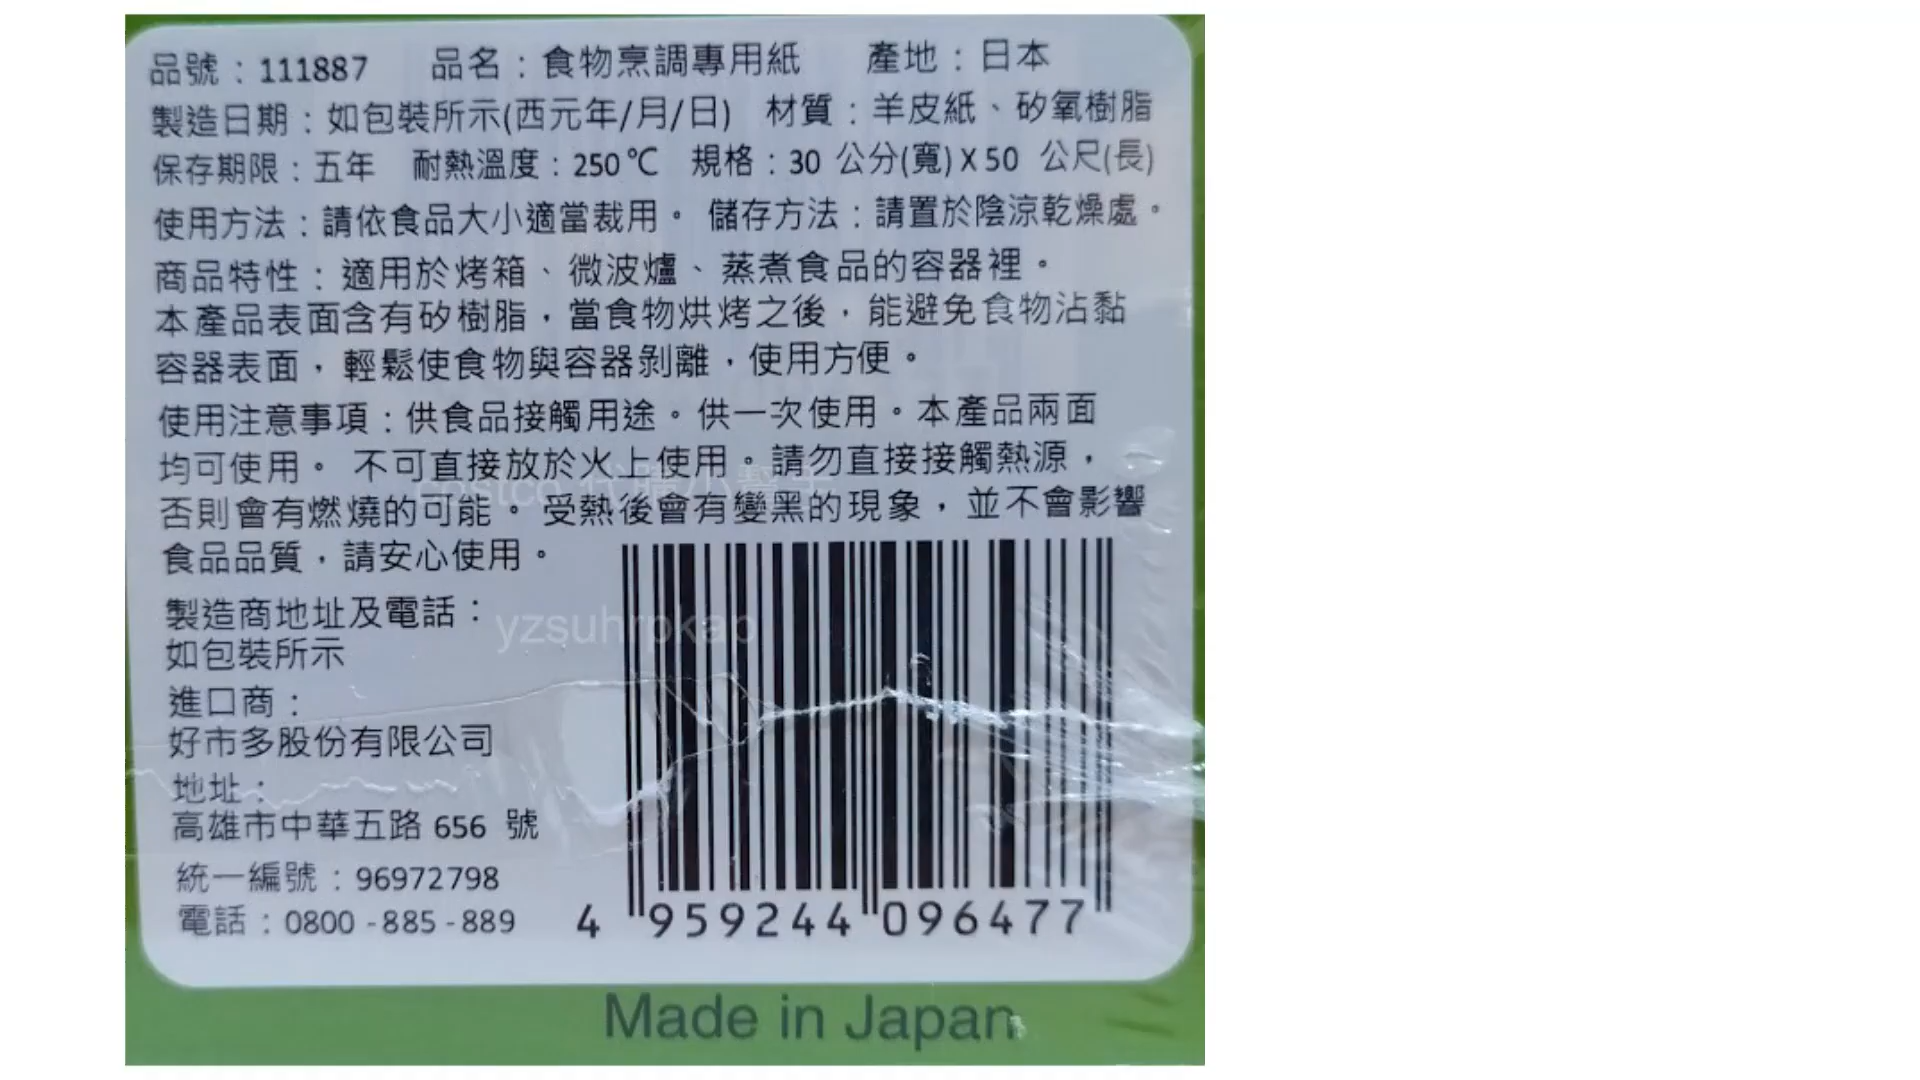 品號：111887 品名：食物烹調專用紙 產地：日本
製造日期：如包裝所示(西元年/月/日) 材質：羊皮紙、矽氧樹脂
保存期限：五年 耐熱溫度：250℃ 規格：30 公分(寬)X 50 公尺(長)
使用方法：請依食品大小適當裁用。 儲存方法：請置於陰涼乾燥處。
商品特性：適用於烤箱、微波爐、蒸煮食品的容器裡。
本產品表面含有矽樹脂，當食物烘烤之後，能避免食物沾黏
容器表面，輕鬆使食物與容器剝離，使用方便。
使用注意事項：供食品接觸用途。供一次使用。本產品兩面
均可使用。 不可直接放於火上使用。請勿直接接觸熱源，
costco 代購小幫手
否則會有燃燒的可能。 受熱後會有變黑的現象，並不會影響
食品品質，請安心使用。
製造商地址及電話：
yzsuhrpkap
如包裝所示
進口商：
好市多股份有限公司
地址：
高雄市中華五路 656 號
統一編號：96972798
電話：0800 -885 -889
4 959244 096477
Made in Japan